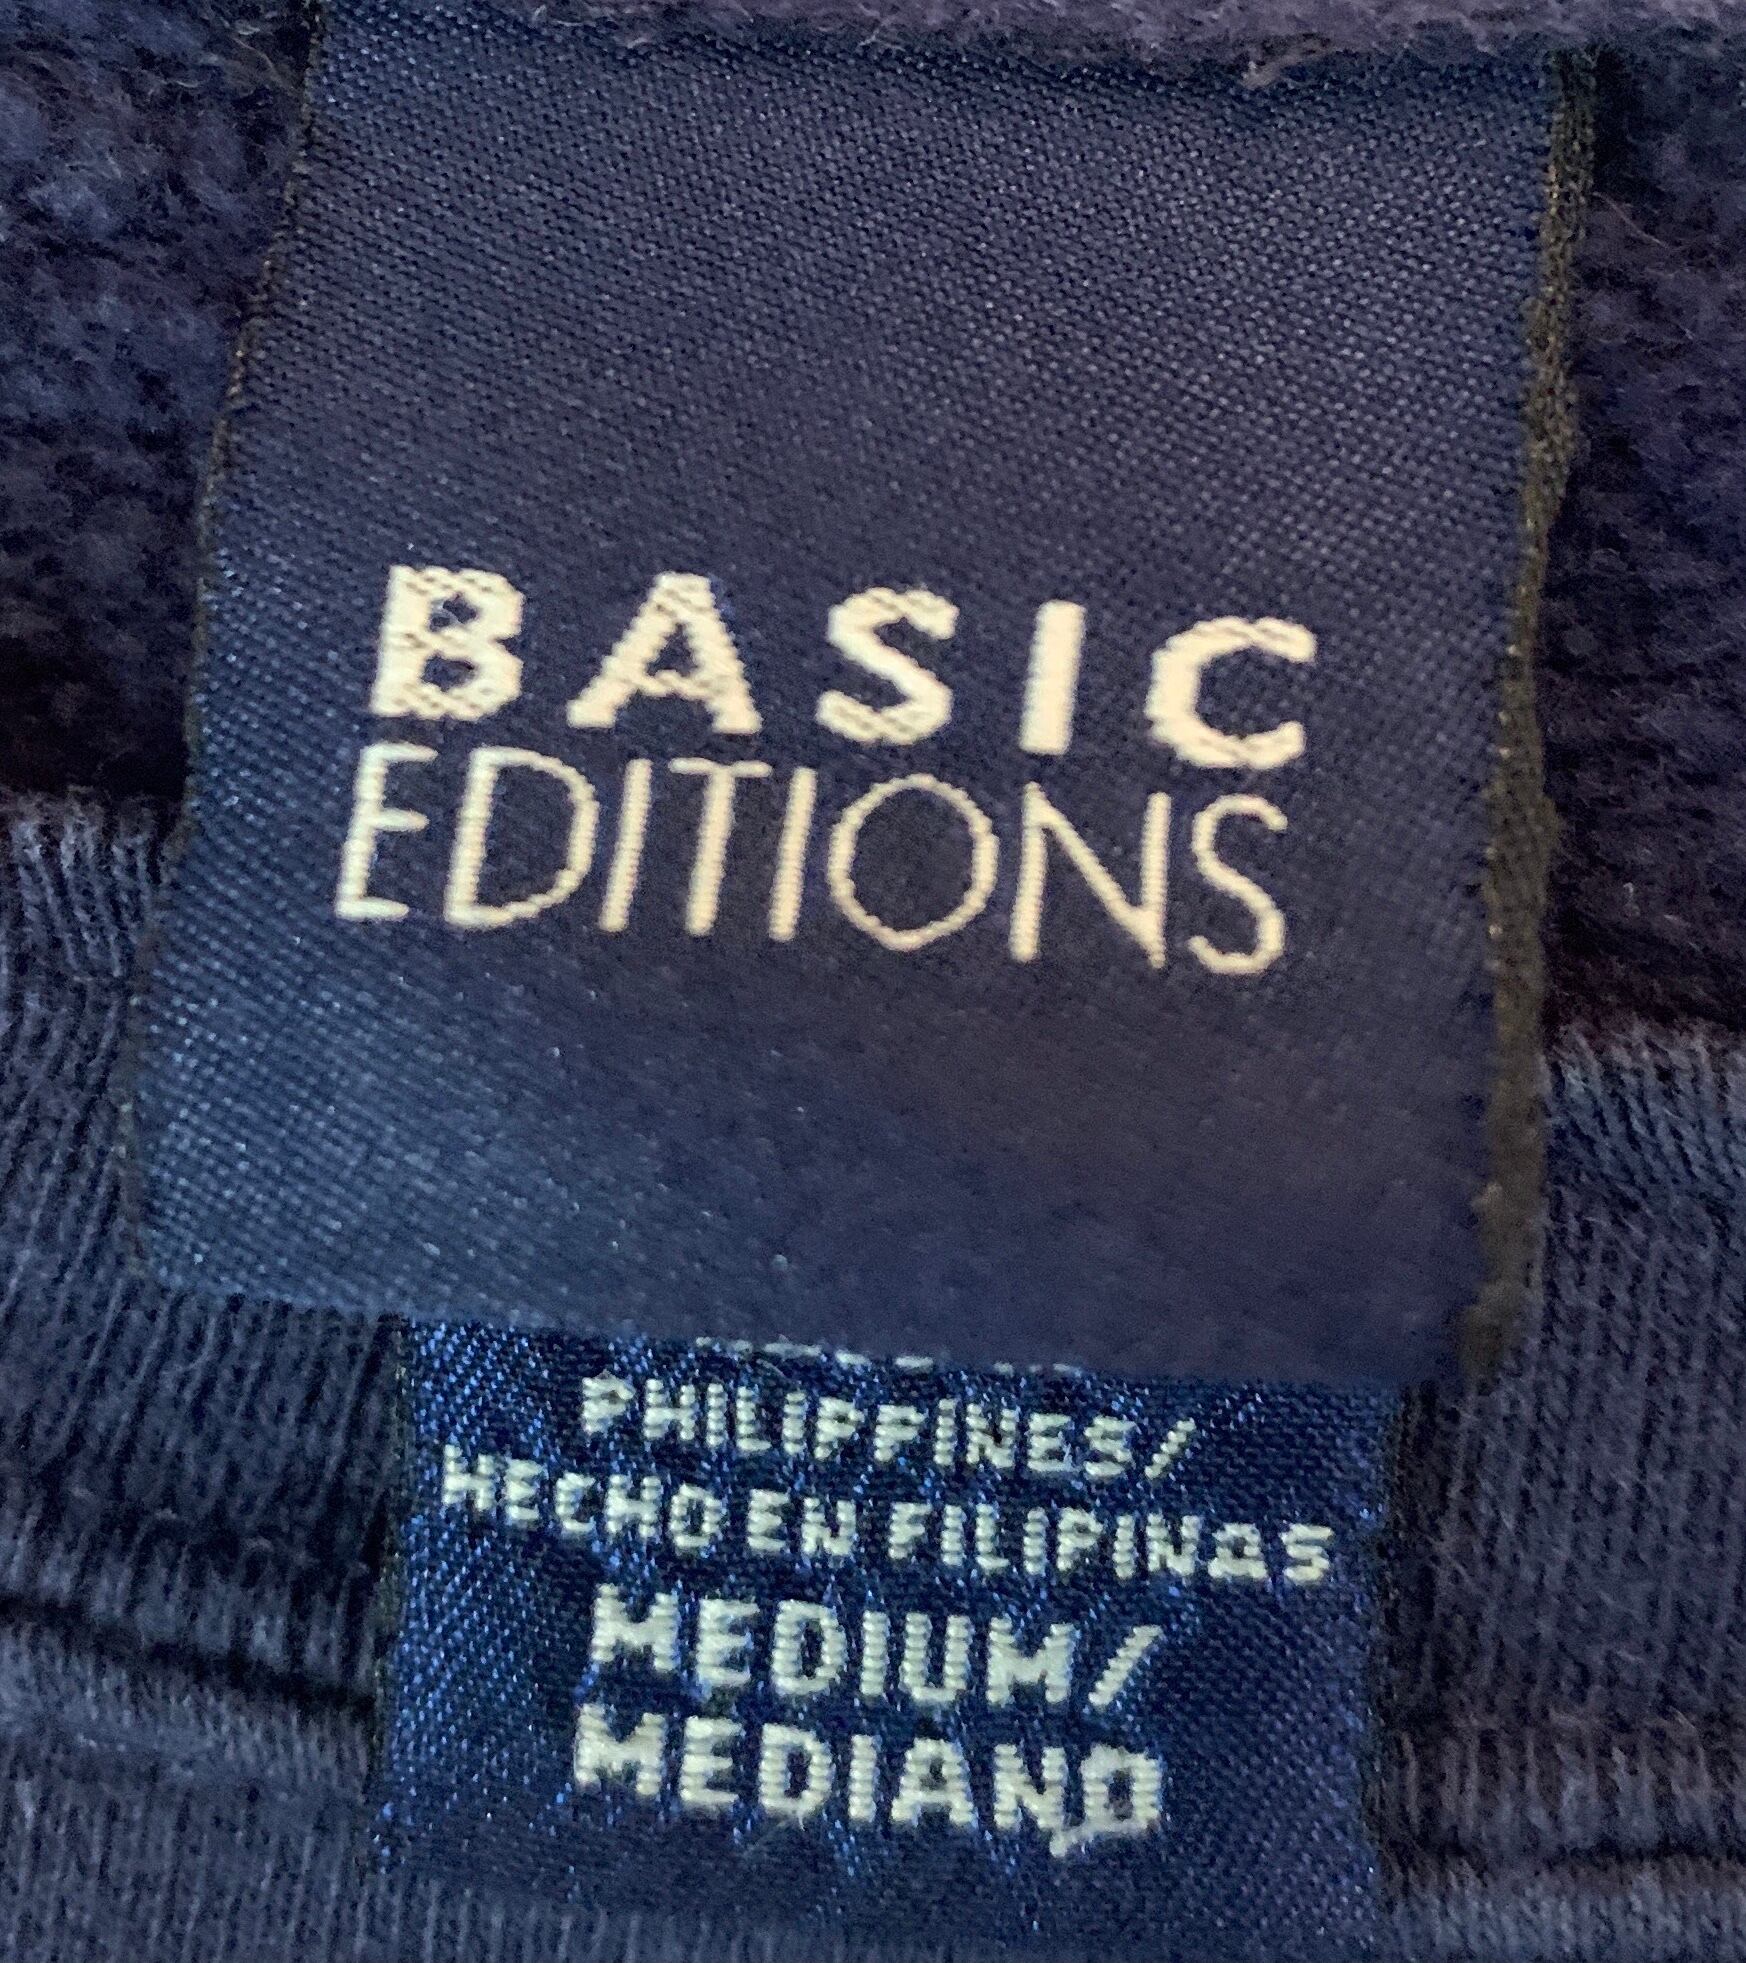 BASIC
EDITIONS
PHILIPPINES/
HECHO EN FILIPINAS
MEDIUM/
MEDIANO